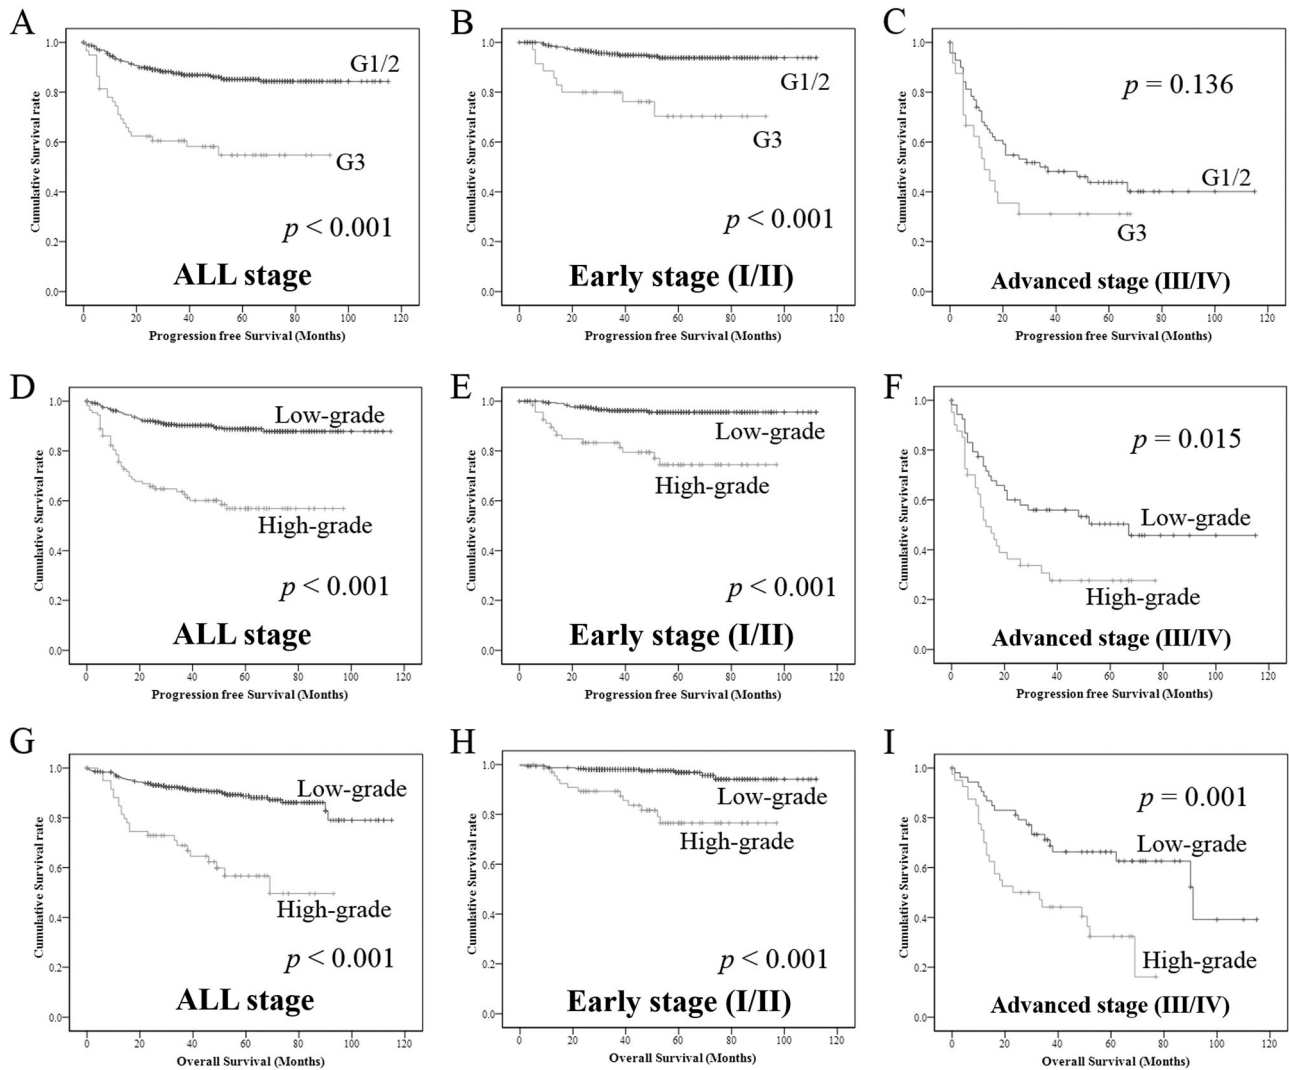 A
Cumulative Survival rate
1.0
0.8
0.6
0.4
0.2
0.0
G1/2
G3
p < 0.001
ALL stage
0 20 40 60 80 100 120
Progression free Survival (Months)
B
Cumulative Survival rate
1.0
0.8
0.6
0.4
0.2
0.0
G1/2
G3
p < 0.001
Early stage (I/II)
0 20 40 60 80 100 120
Progression free Survival (Months)
C
Cumulative Survival rate
1.0
0.8
0.6
0.4
0.2
0.0
p = 0.136
G1/2
G3
Advanced stage (III/IV)
0 20 40 60 80 100 120
Progression free Survival (Months)
D
Cumulative Survival rate
1.0
0.8
0.6
0.4
0.2
0.0
Low-grade
High-grade
p < 0.001
ALL stage
0 20 40 60 80 100 120
Progression free Survival (Months)
E
Cumulative Survival rate
1.0
0.8
0.6
0.4
0.2
0.0
Low-grade
High-grade
p < 0.001
Early stage (I/II)
0 20 40 60 80 100 120
Progression free Survival (Months)
F
Cumulative Survival rate
1.0
0.8
0.6
0.4
0.2
0.0
p = 0.015
Low-grade
High-grade
Advanced stage (III/IV)
0 20 40 60 80 100 120
Progression free Survival (Months)
G
Cumulative Survival rate
1.0
0.8
0.6
0.4
0.2
0.0
Low-grade
High-grade
p < 0.001
ALL stage
0 20 40 60 80 100 120
Overall Survival (Months)
H
Cumulative Survival rate
1.0
0.8
0.6
0.4
0.2
0.0
Low-grade
High-grade
p < 0.001
Early stage (I/II)
0 20 40 60 80 100 120
Overall Survival (Months)
I
Cumulative Survival rate
1.0
0.8
0.6
0.4
0.2
0.0
p = 0.001
Low-grade
High-grade
Advanced stage (III/IV)
0 20 40 60 80 100 120
Overall Survival (Months)